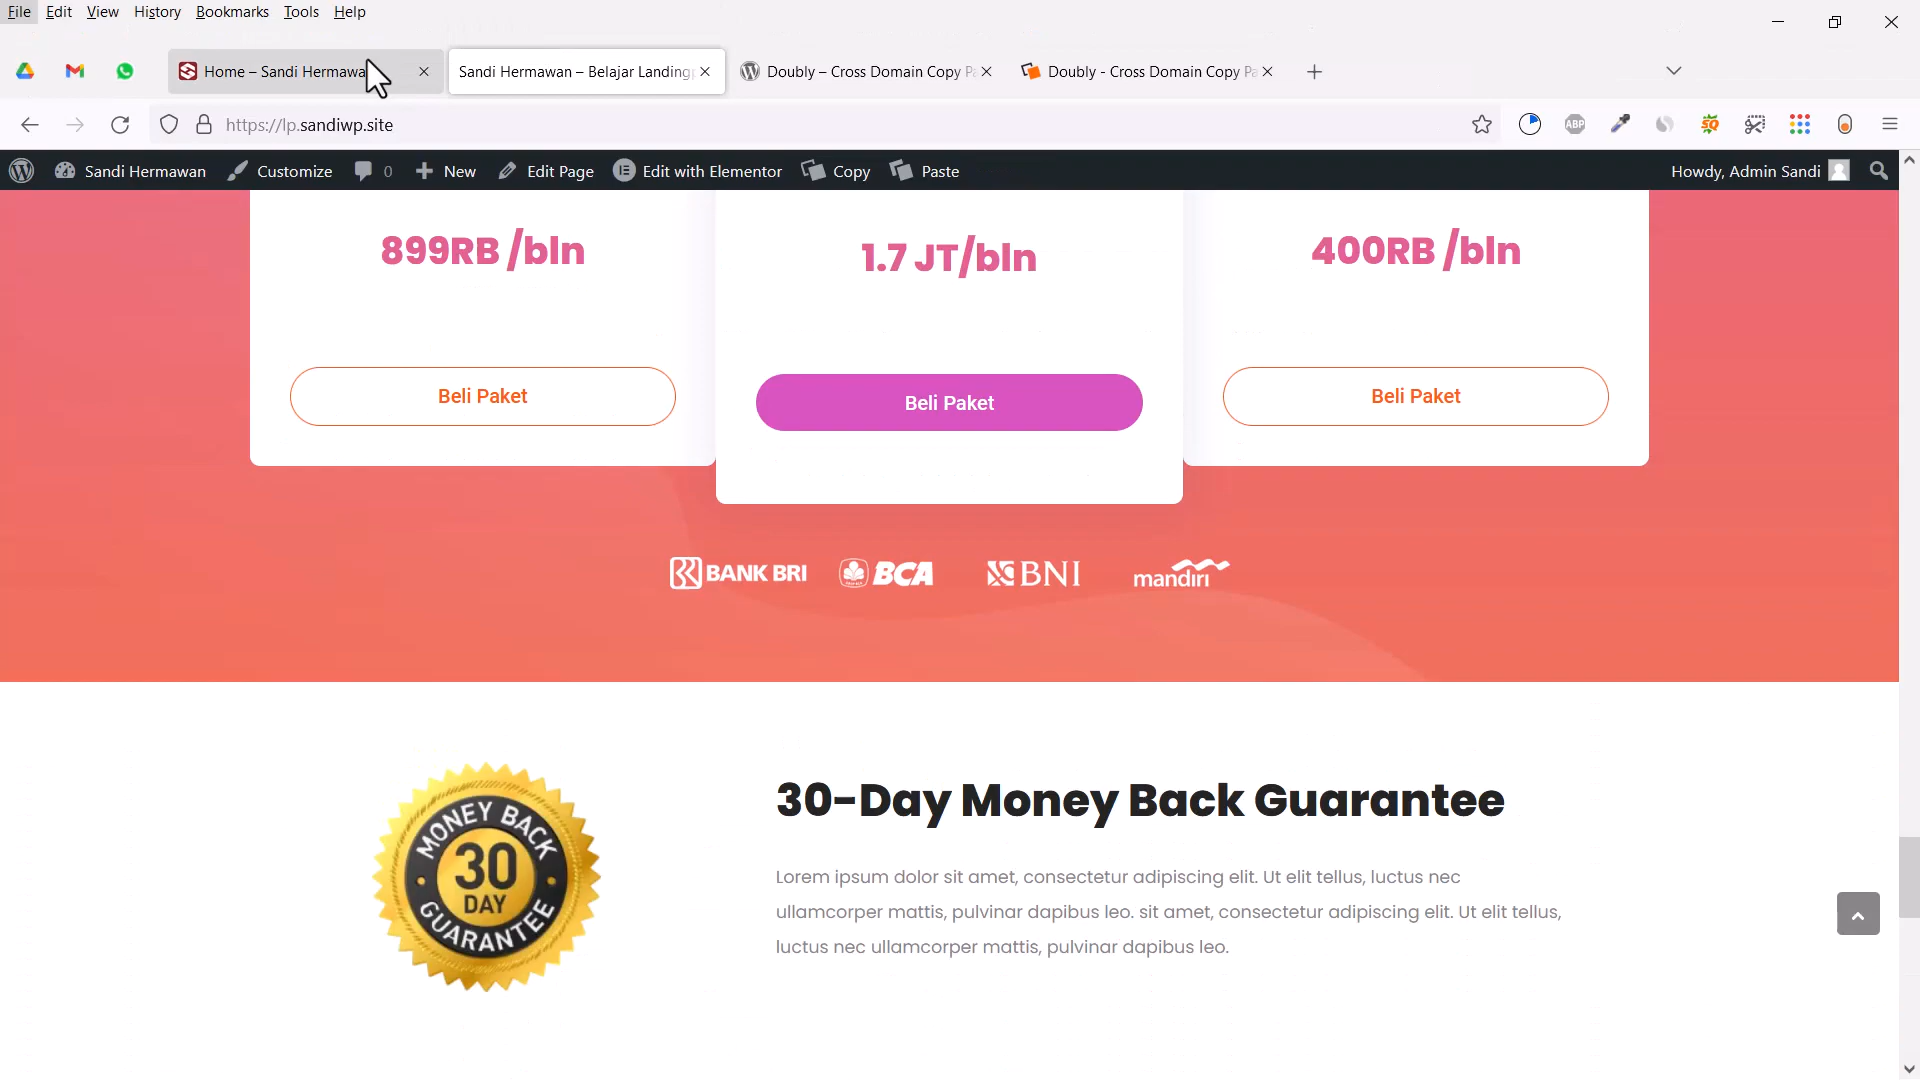 File Edit View History Bookmarks Tools Help
Home – Sandi Hermawa
Sandi Hermawan – Belajar Landing
Doubly – Cross Domain Copy Pa
Doubly - Cross Domain Copy Pa
https://lp.sandiwp.site
ABP
SQ
Sandi Hermawan Customize 0 New Edit Page Edit with Elementor Copy Paste Howdy, Admin Sandi
899RB /bln
1.7 JT/bln
400RB /bln
Beli Paket
Beli Paket
Beli Paket
BANK BRI BCA BNI mandiri
MONEY BACK
30
DAY
GUARANTEE
30-Day Money Back Guarantee
Lorem ipsum dolor sit amet, consectetur adipiscing elit. Ut elit tellus, luctus nec
ullamcorper mattis, pulvinar dapibus leo. sit amet, consectetur adipiscing elit. Ut elit tellus,
luctus nec ullamcorper mattis, pulvinar dapibus leo.